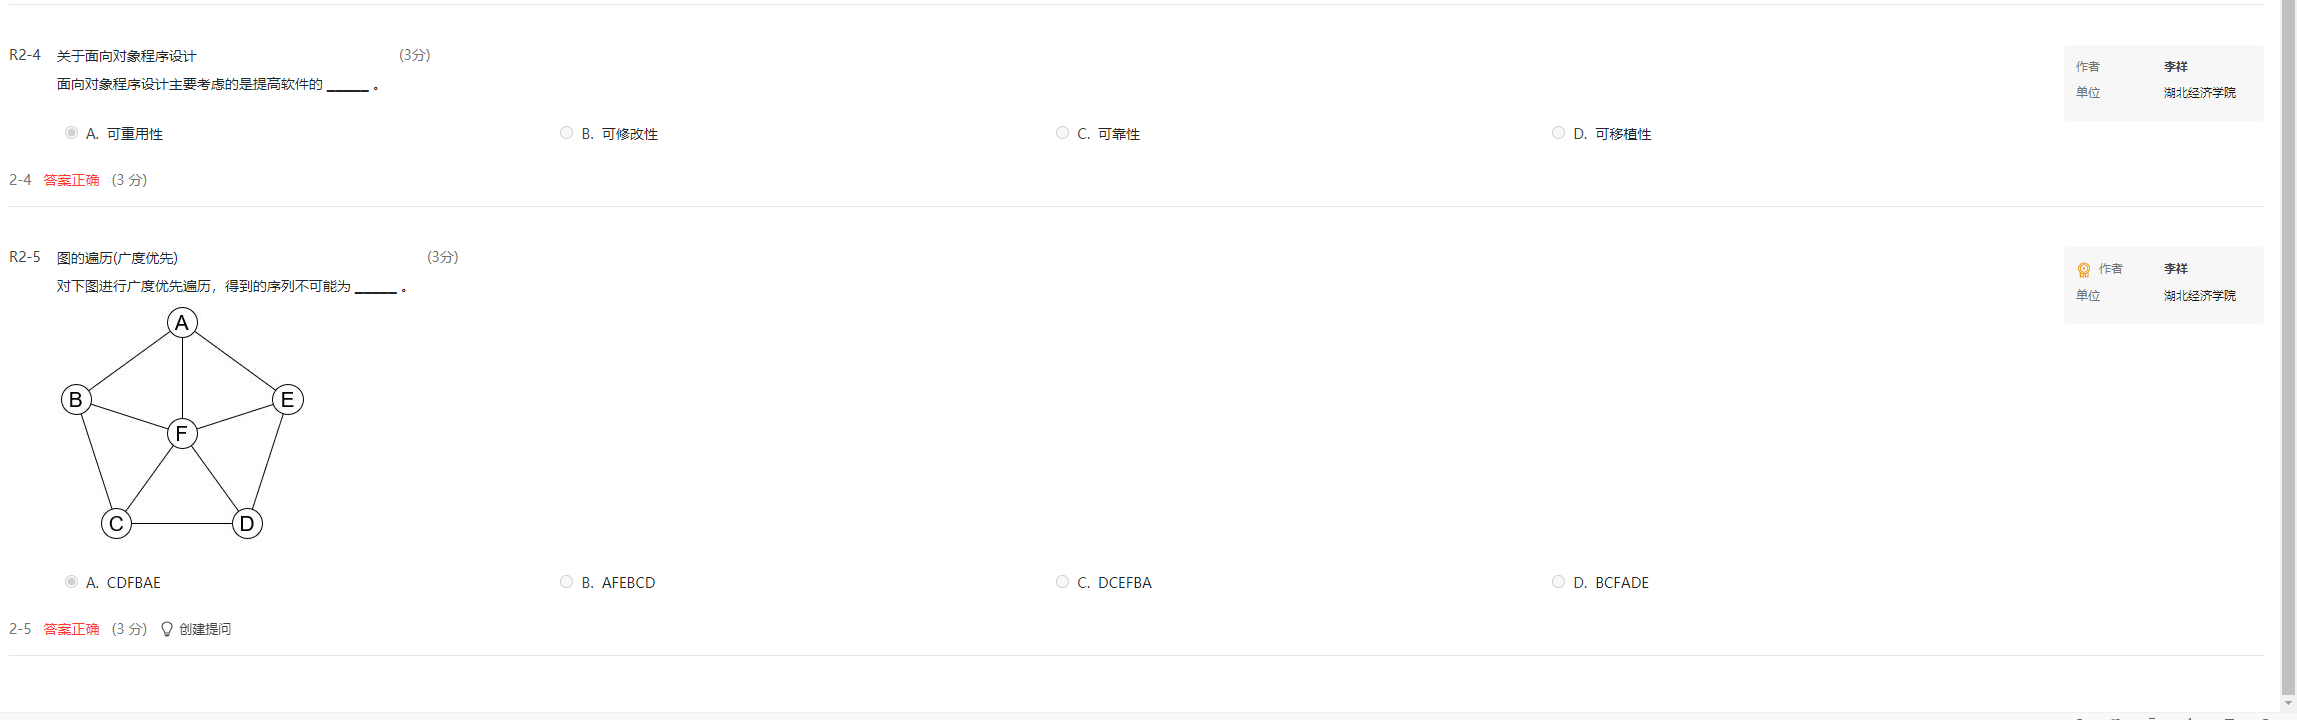 R2-4 关于面向对象程序设计 (3分)
面向对象程序设计主要考虑的是提高软件的 _____ 。
作者 李祥
单位 湖北经济学院
A. 可重用性 B. 可修改性 C. 可靠性 D. 可移植性
2-4 答案正确 (3 分)
R2-5 图的遍历(广度优先) (3分)
对下图进行广度优先遍历，得到的序列不可能为 _____ 。
作者 李祥
单位 湖北经济学院
A
B E
F
C D
A. CDFBAE B. AFEBCD C. DCEFBA D. BCFADE
2-5 答案正确 (3 分) 创建提问